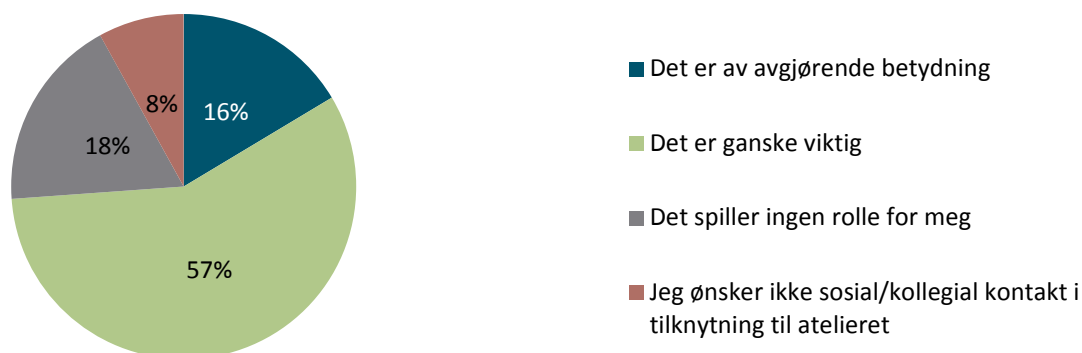 8%
16%
18%
57%
Det er av avgjørende betydning
Det er ganske viktig
Det spiller ingen rolle for meg
Jeg ønsker ikke sosial/kollegial kontakt i
tilknytning til atelieret